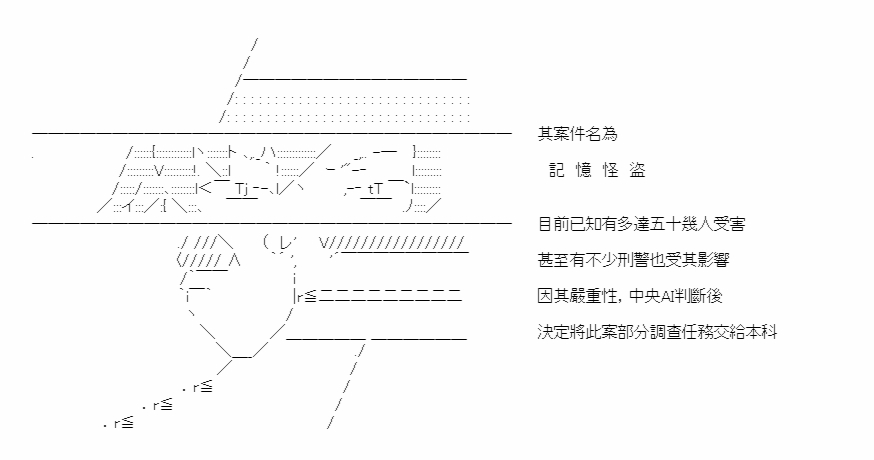 其案件名為
記 憶 怪 盜
目前已知有多達五十幾人受害
甚至有不少刑警也受其影響
因其嚴重性, 中央AI判斷後
決定將此案部分調查任務交給本科